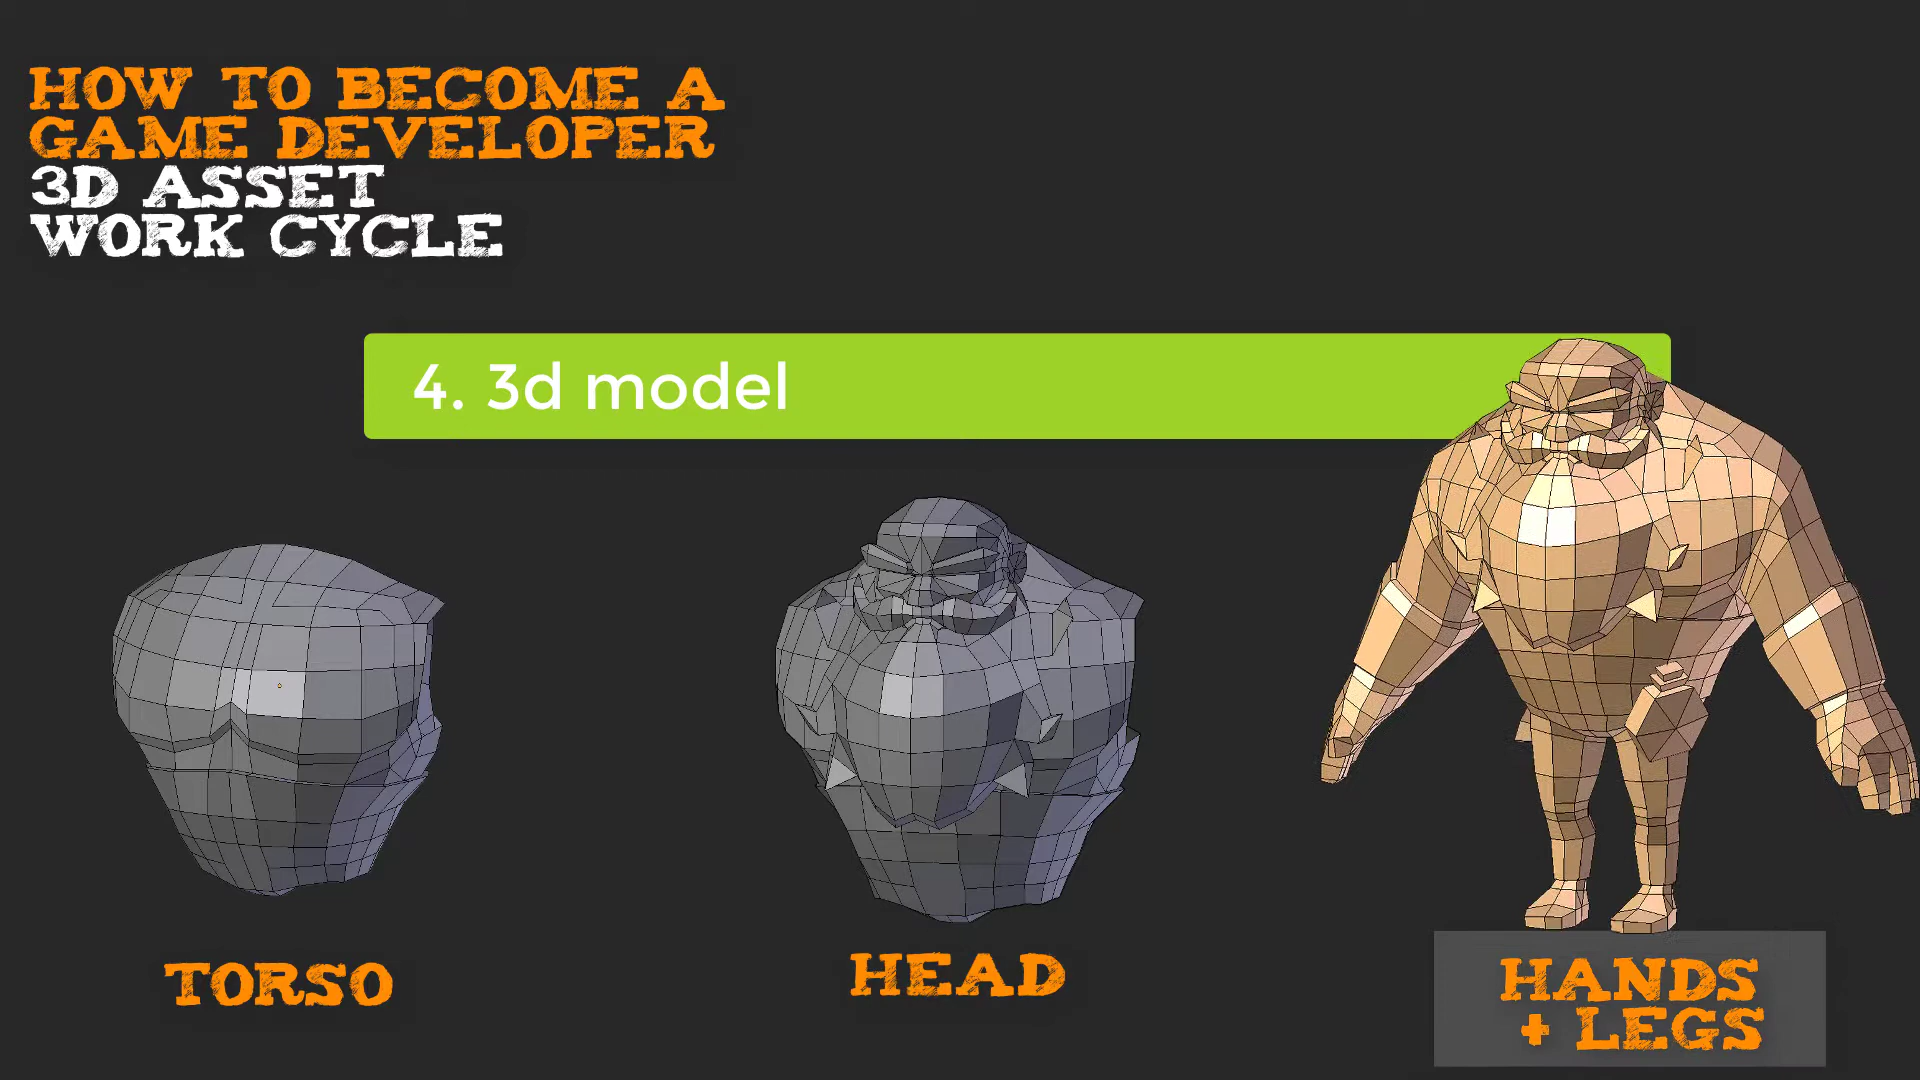 HOW TO BECOME A
GAME DEVELOPER
3D ASSET
WORK CYCLE
4. 3d model
TORSO
HEAD
HANDS
+ LEGS